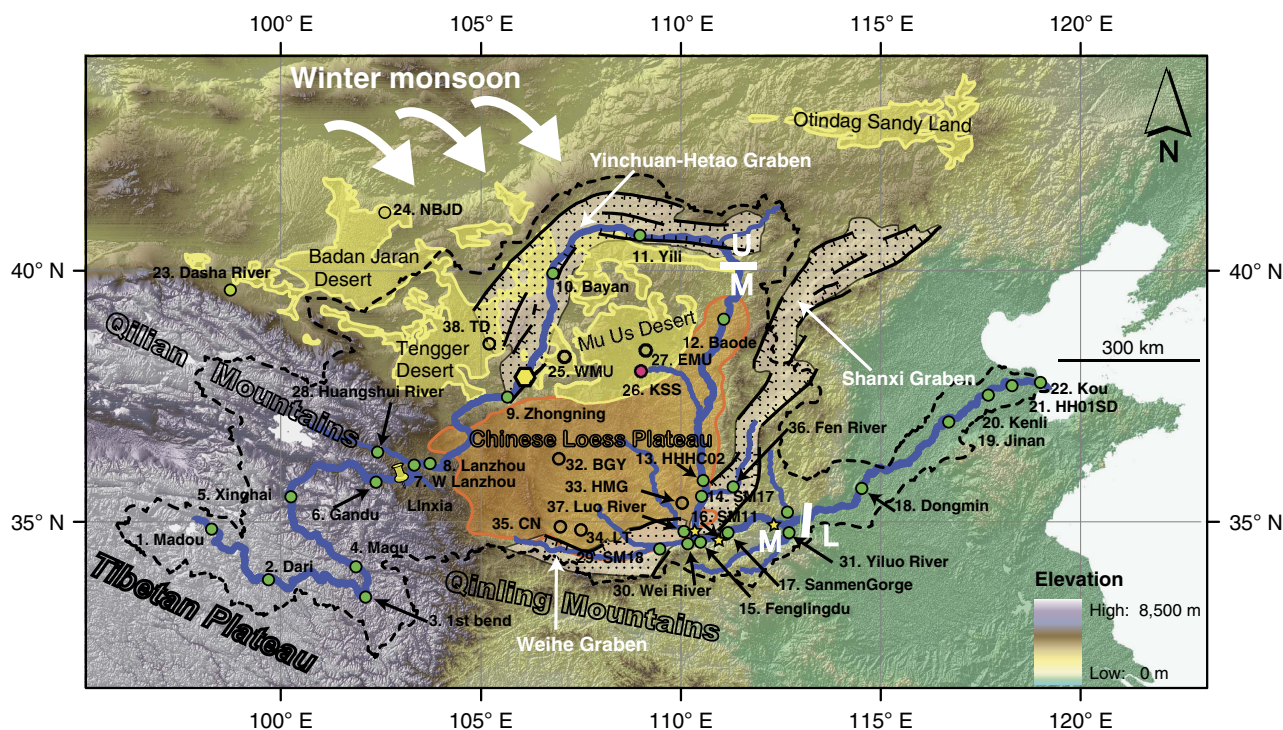 100° E
105° E
110° E
115° E
120° E
Winter monsoon
Otindag Sandy Land
N
Yinchuan-Hetao Graben
24. NBJD
Badan Jaran
Desert
11. Yili
U
M
40° N
40° N
23. Dasha River
10. Bayan
Mu Us Desert
38. TD
Tengger
Desert
12. Baode
27. EMU
25. WMU
26. KSS
Qilian Mountains
300 km
Shanxi Graben
28. Huangshui River
9. Zhongning
22. Kou
21. HH01SD
20. Kenli
19. Jinan
36. Fen River
Chinese Loess Plateau
13. HHHC02
8. Lanzhou
32. BGY
7. W Lanzhou
33. HMG
5. Xinghai
6. Gandu
LInxia
37. Luo River
14. SM17
18. Dongmin
16. SM11
35. CN
34. LT
35° N
35° N
1. Madou
M
L
4. Maqu
29. SM18
31. Yiluo River
2. Dari
30. Wei River
17. SanmenGorge
15. Fenglingdu
3. 1st bend
Qinling Mountains
Tibetan Plateau
Weihe Graben
Elevation
High: 8,500 m
Low: 0 m
100° E
105° E
110° E
115° E
120° E